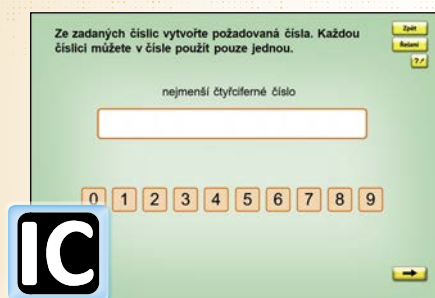 Ze zadaných číslic vytvořte požadovaná čísla. Každou
číslici můžete v čísle použít pouze jednou.
Zpět
Řešení
?
nejmenší čtyřciferné číslo
0 1 2 3 4 5 6 7 8 9
IC